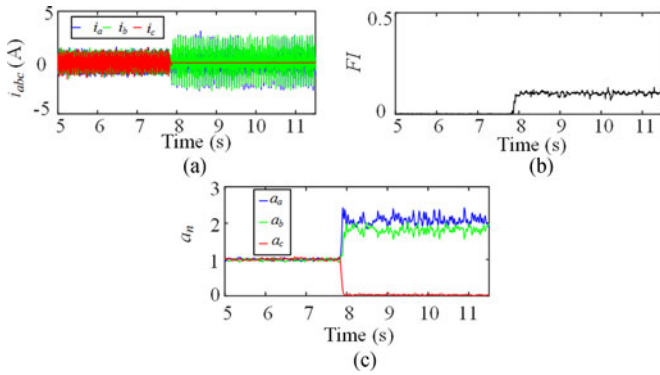 5
i_a i_b i_c
i_abc (A)
0
-5
5 6 7 8 9 10 11
Time (s)
(a)
0.5
FI
0
5 6 7 8 9 10 11
Time (s)
(b)
3
a_a
a_b
a_c
2
a_n
1
0
5 6 7 8 9 10 11
Time (s)
(c)